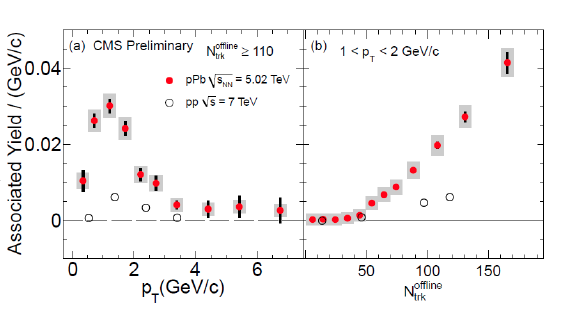 (a) CMS Preliminary N_trk^offline ≥ 110
pPb √s_NN = 5.02 TeV
pp √s = 7 TeV
(b) 1 < p_T < 2 GeV/c
Associated Yield / (GeV/c)
0.04
0.02
0
0 2 4 6
p_T(GeV/c)
50 100 150
N_trk^offline